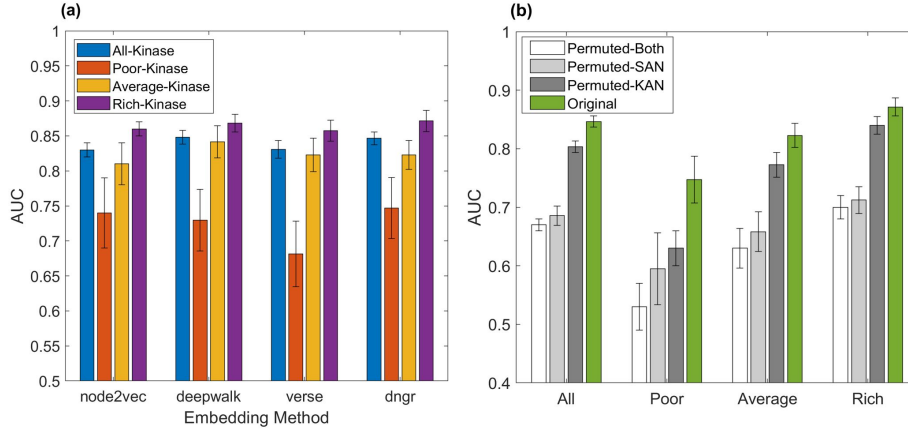 (a)
AUC
1
0.95
0.9
0.85
0.8
0.75
0.7
0.65
0.6
0.55
0.5
All-Kinase
Poor-Kinase
Average-Kinase
Rich-Kinase
node2vec deepwalk verse dngr
Embedding Method
(b)
AUC
1
0.9
0.8
0.7
0.6
0.5
0.4
Permuted-Both
Permuted-SAN
Permuted-KAN
Original
All Poor Average Rich